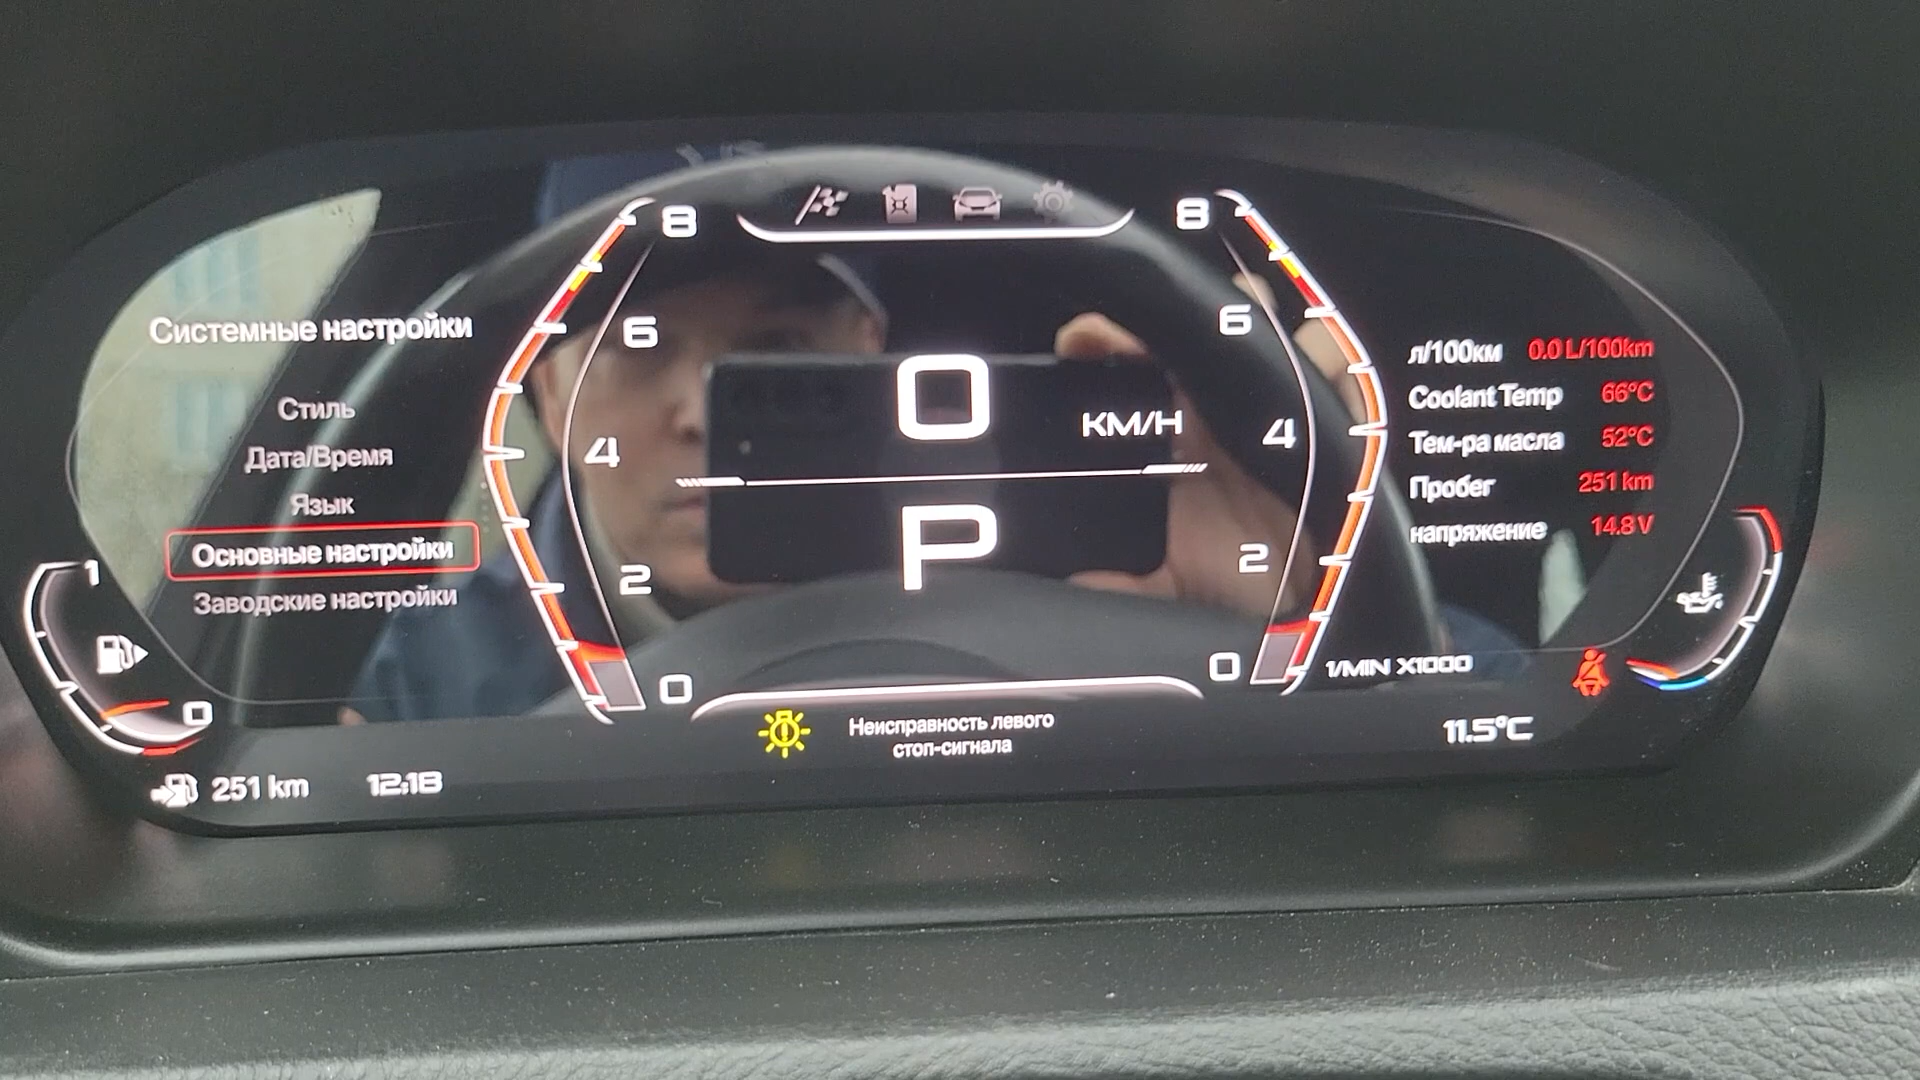 Системные настройки
Стиль
Дата/Время
Язык
Основные настройки
Заводские настройки
1
0
251 km
12:18
8
6
4
2
0
0
KM/H
P
Неисправность левого
стоп-сигнала
8
6
4
2
0
1/MIN X1000
л/100км 0.0 L/100km
Coolant Temp 66°C
Тем-ра масла 52°C
Пробег 251 km
напряжение 14.8 V
11.5°C